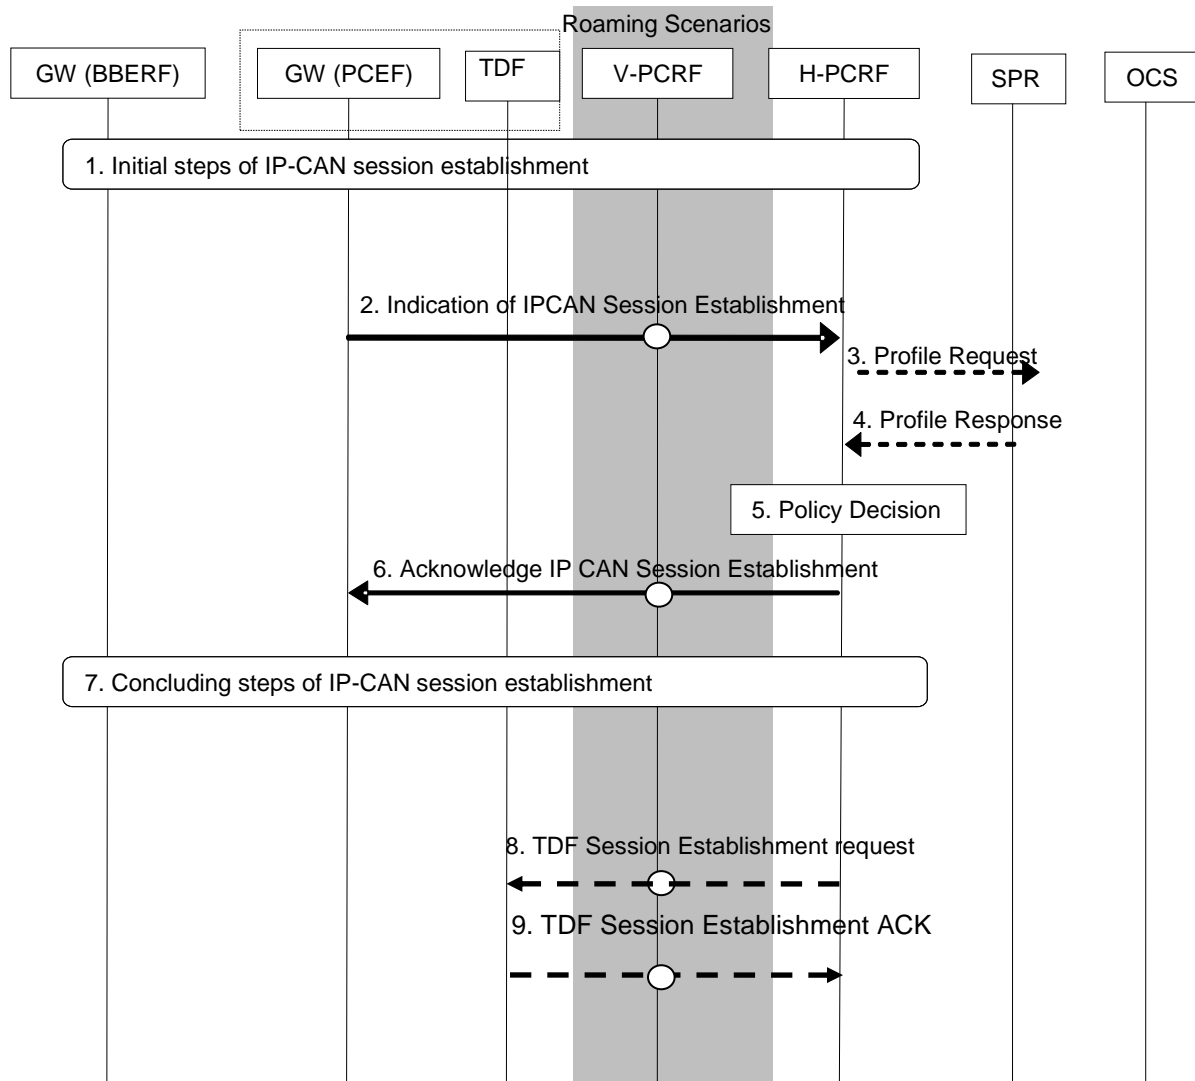 Roaming Scenarios
GW (BBERF)
GW (PCEF)
TDF
V-PCRF
H-PCRF
SPR
OCS
1. Initial steps of IP-CAN session establishment
2. Indication of IPCAN Session Establishment
3. Profile Request
4. Profile Response
5. Policy Decision
6. Acknowledge IP CAN Session Establishment
7. Concluding steps of IP-CAN session establishment
8. TDF Session Establishment request
9. TDF Session Establishment ACK